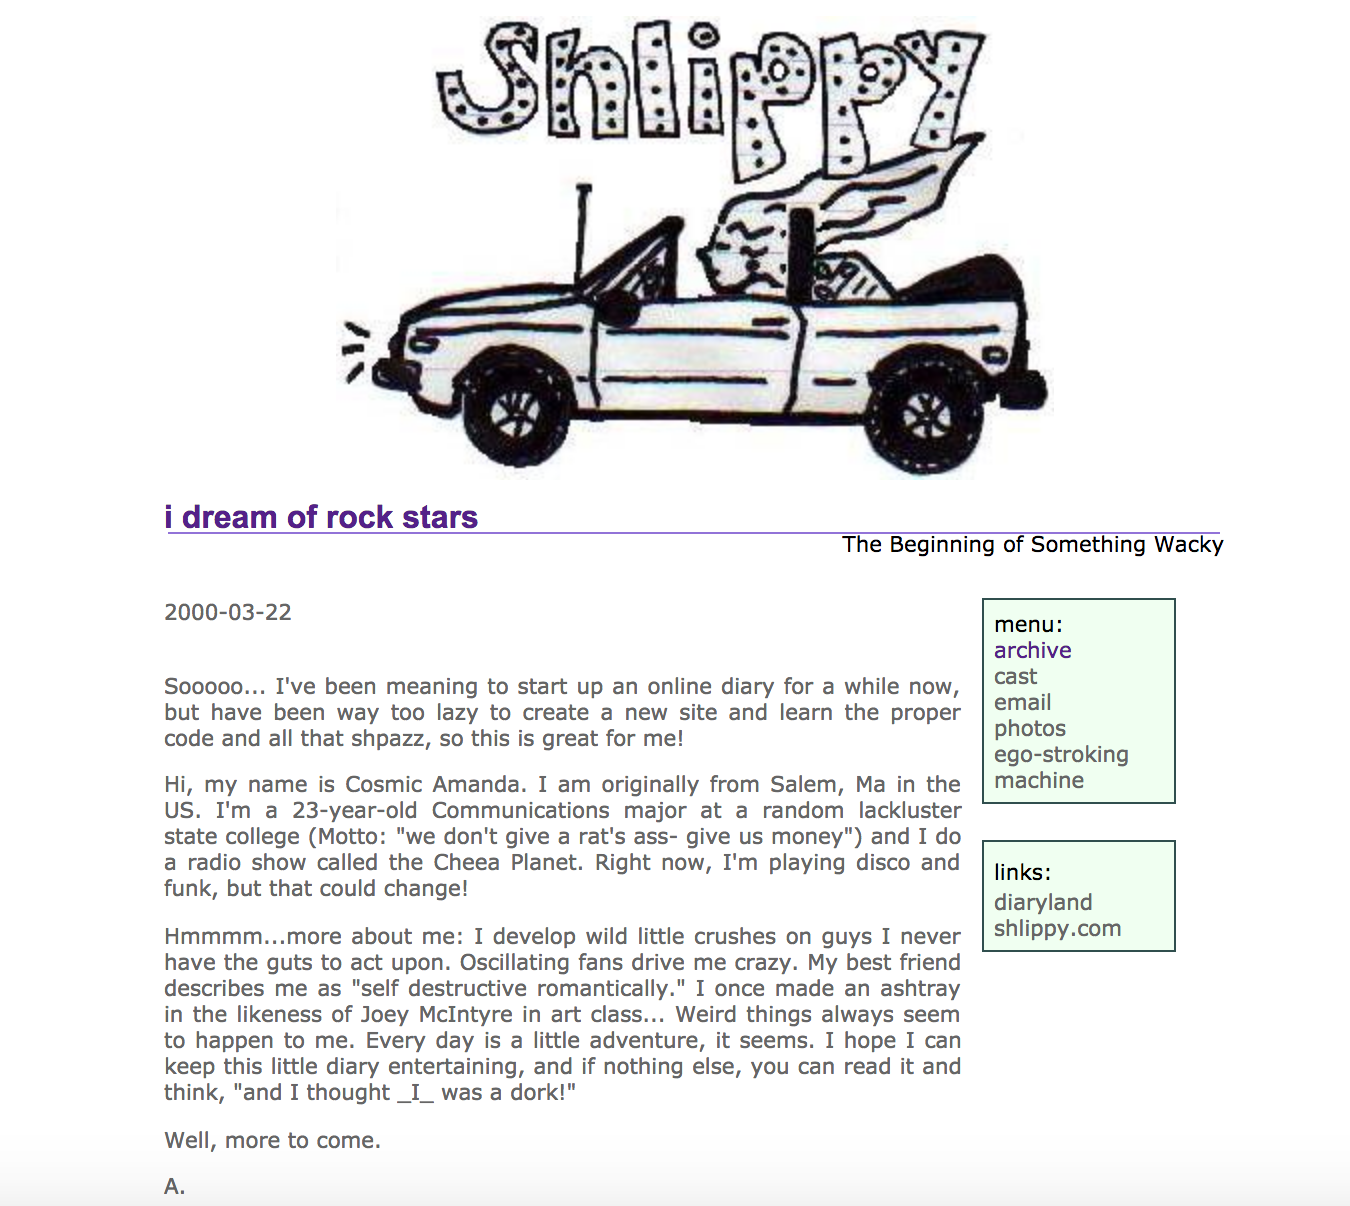 Shlippy
i dream of rock stars
The Beginning of Something Wacky
2000-03-22
Sooooo... I've been meaning to start up an online diary for a while now,
but have been way too lazy to create a new site and learn the proper
code and all that shpazz, so this is great for me!
Hi, my name is Cosmic Amanda. I am originally from Salem, Ma in the
US. I'm a 23-year-old Communications major at a random lackluster
state college (Motto: "we don't give a rat's ass- give us money") and I do
a radio show called the Cheea Planet. Right now, I'm playing disco and
funk, but that could change!
Hmmmm...more about me: I develop wild little crushes on guys I never
have the guts to act upon. Oscillating fans drive me crazy. My best friend
describes me as "self destructive romantically." I once made an ashtray
in the likeness of Joey McIntyre in art class... Weird things always seem
to happen to me. Every day is a little adventure, it seems. I hope I can
keep this little diary entertaining, and if nothing else, you can read it and
think, "and I thought _I_ was a dork!"
Well, more to come.
A.
menu:
archive
cast
email
photos
ego-stroking
machine
links:
diaryland
shlippy.com